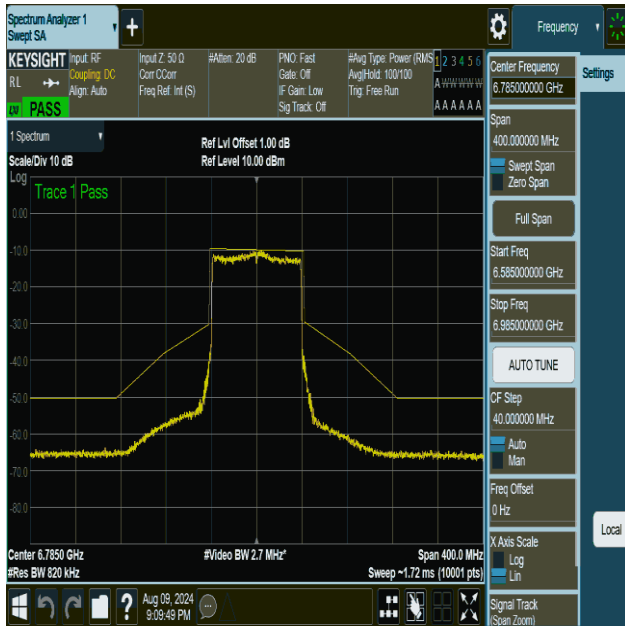 Spectrum Analyzer 1
Swept SA
+
Frequency
KEYSIGHT
RL
PASS
Input: RF
Coupling: DC
Align: Auto
Input Z: 50 Ω
Corr CCorr
Freq Ref: Int (S)
#Atten: 20 dB
PNO: Fast
Gate: Off
IF Gain: Low
Sig Track: Off
#Avg Type: Power (RMS)
Avg|Hold: 100/100
Trig: Free Run
1 2 3 4 5 6
A W W W W W
A A A A A A
1 Spectrum
Scale/Div 10 dB
Ref Lvl Offset 1.00 dB
Ref Level 10.00 dBm
Log
Trace 1 Pass
0.00
-10.0
-20.0
-30.0
-40.0
-50.0
-60.0
-70.0
-80.0
Center 6.7850 GHz
#Video BW 2.7 MHz*
Span 400.0 MHz
#Res BW 820 kHz
Sweep ~1.72 ms (10001 pts)
Aug 09, 2024
9:09:49 PM
Center Frequency
6.785000000 GHz
Settings
Span
400.000000 MHz
Swept Span
Zero Span
Full Span
Start Freq
6.585000000 GHz
Stop Freq
6.985000000 GHz
AUTO TUNE
CF Step
40.000000 MHz
Auto
Man
Freq Offset
0 Hz
X Axis Scale
Log
Lin
Local
Signal Track
(Span Zoom)